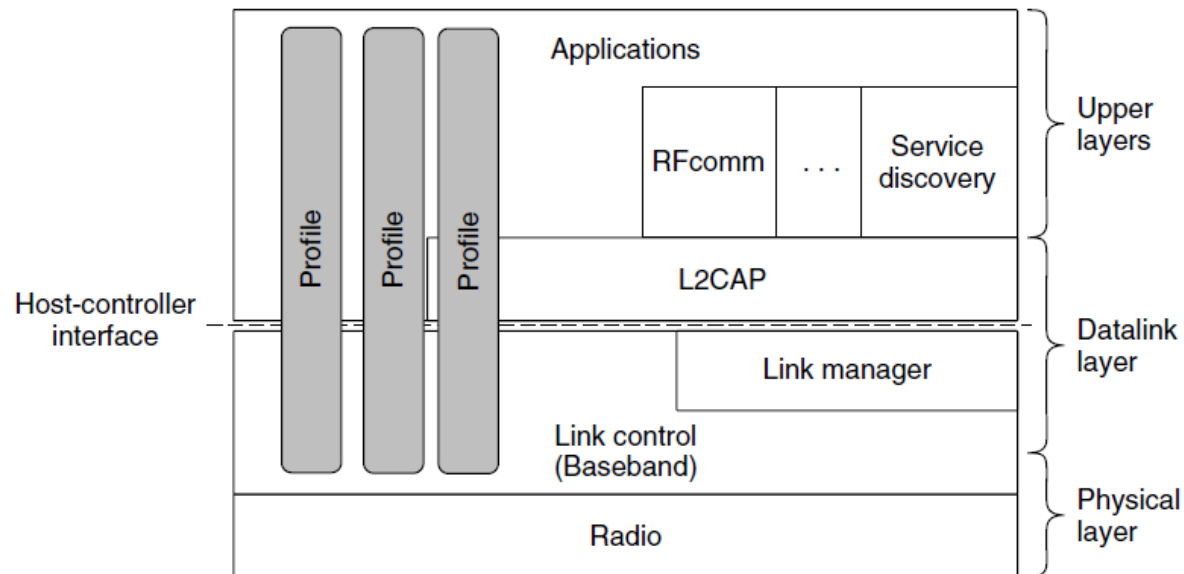 Applications
Upper
layers
RFcomm
. . .
Service
discovery
Profile
Profile
Profile
L2CAP
Host-controller
interface
Datalink
layer
Link manager
Link control
(Baseband)
Physical
layer
Radio